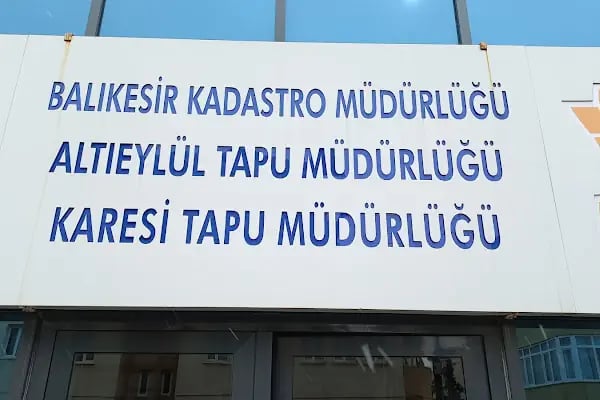 BALIKESİR KADASTRO MÜDÜRLÜĞÜ
ALTIEYLÜL TAPU MÜDÜRLÜĞÜ
KARESİ TAPU MÜDÜRLÜĞÜ